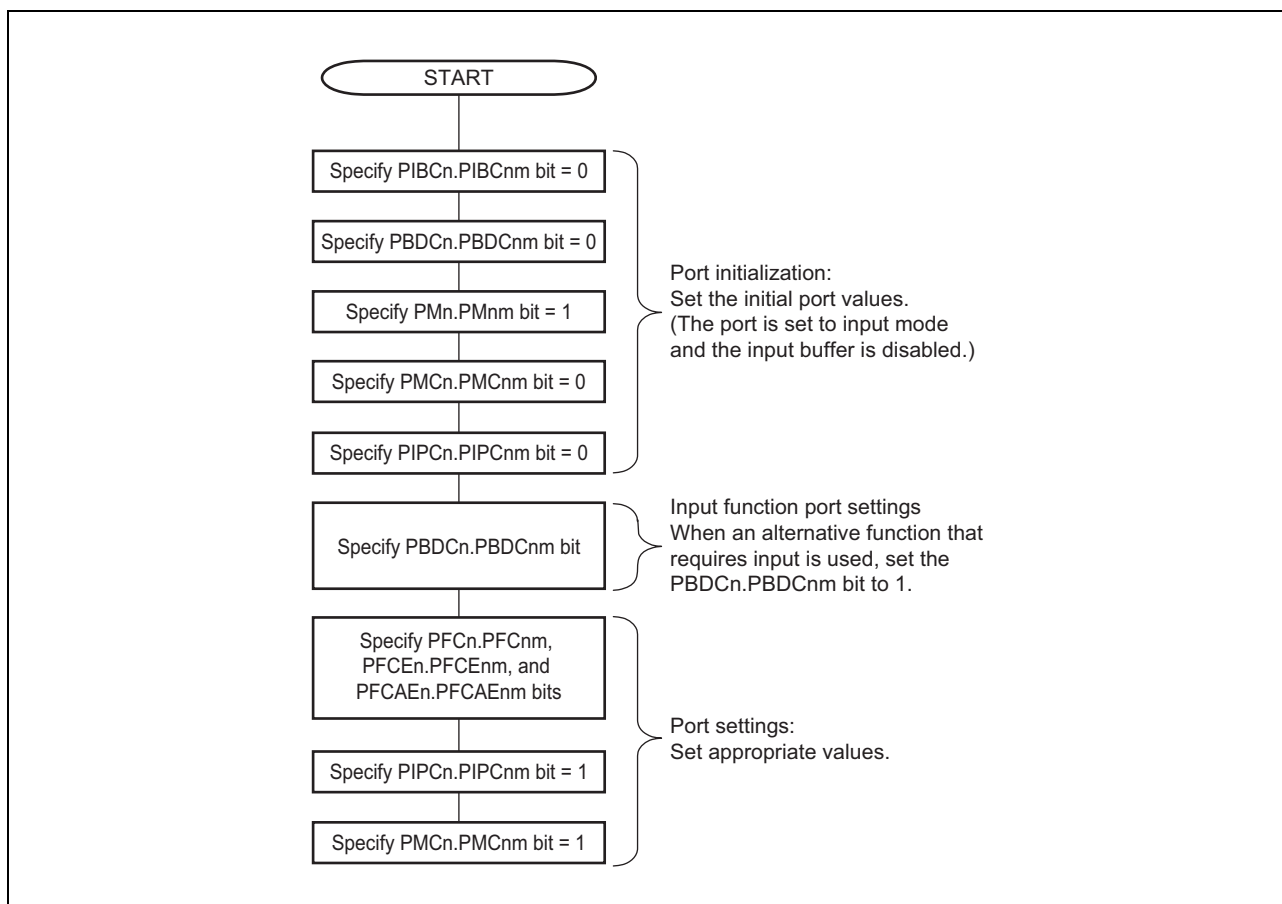 START
Specify PIBCn.PIBCnm bit = 0
Specify PBDCn.PBDCnm bit = 0
Specify PMn.PMnm bit = 1
Specify PMCn.PMCnm bit = 0
Specify PIPCn.PIPCnm bit = 0
Port initialization:
Set the initial port values.
(The port is set to input mode
and the input buffer is disabled.)
Specify PBDCn.PBDCnm bit
Input function port settings
When an alternative function that
requires input is used, set the
PBDCn.PBDCnm bit to 1.
Specify PFCn.PFCnm,
PFCEn.PFCEnm, and
PFCAEn.PFCAEnm bits
Specify PIPCn.PIPCnm bit = 1
Specify PMCn.PMCnm bit = 1
Port settings:
Set appropriate values.